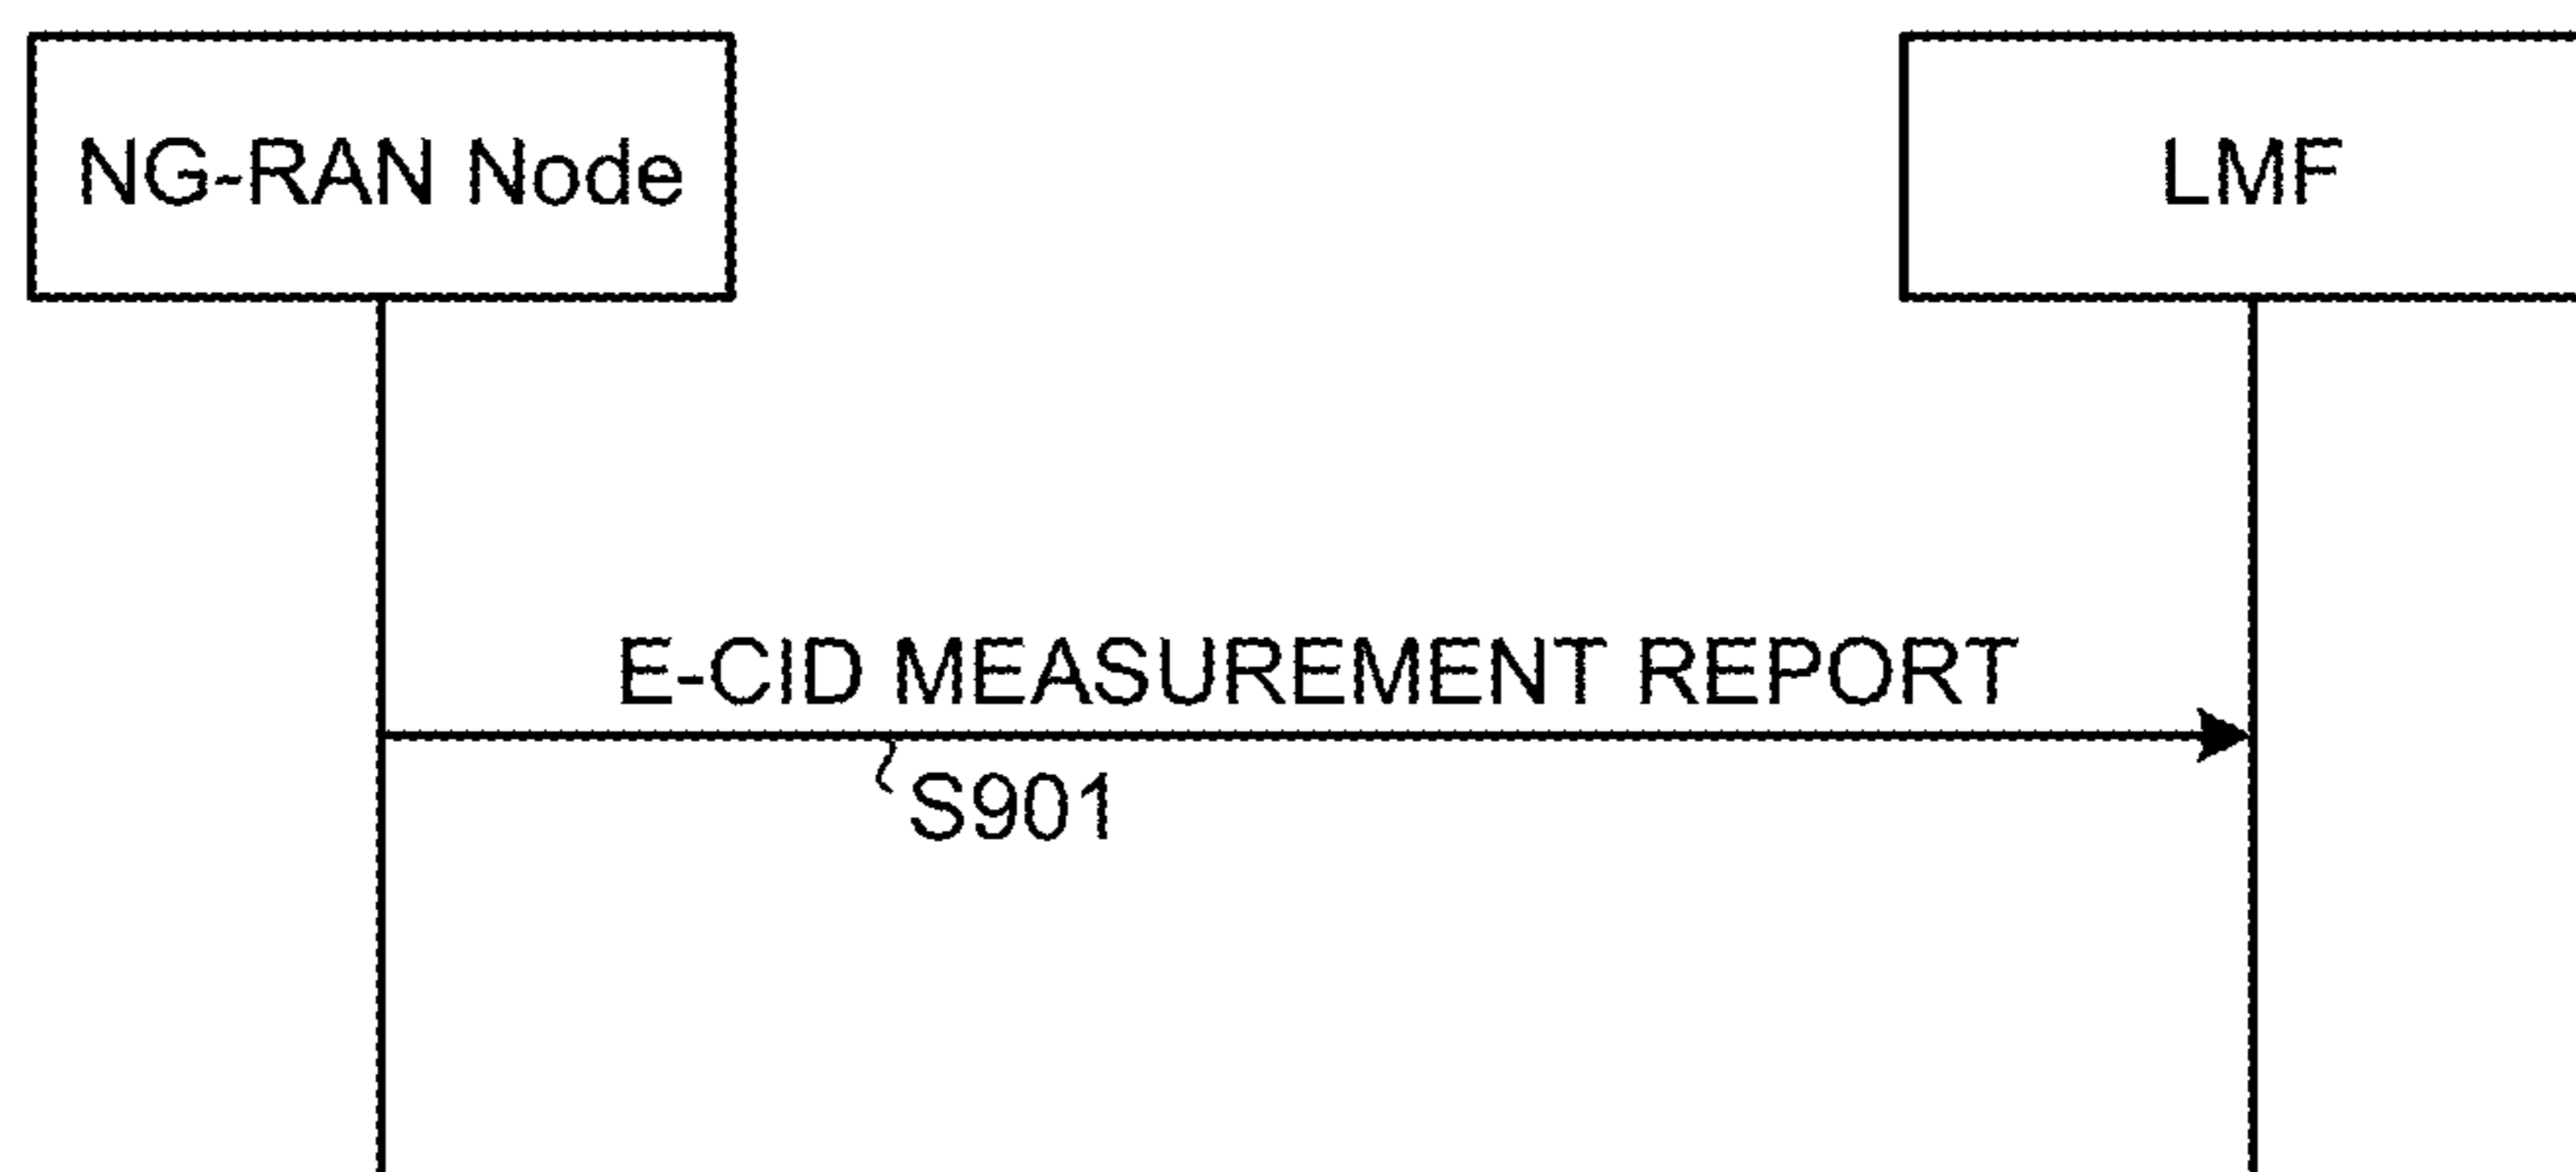 NG-RAN Node
LMF
E-CID MEASUREMENT REPORT
S901